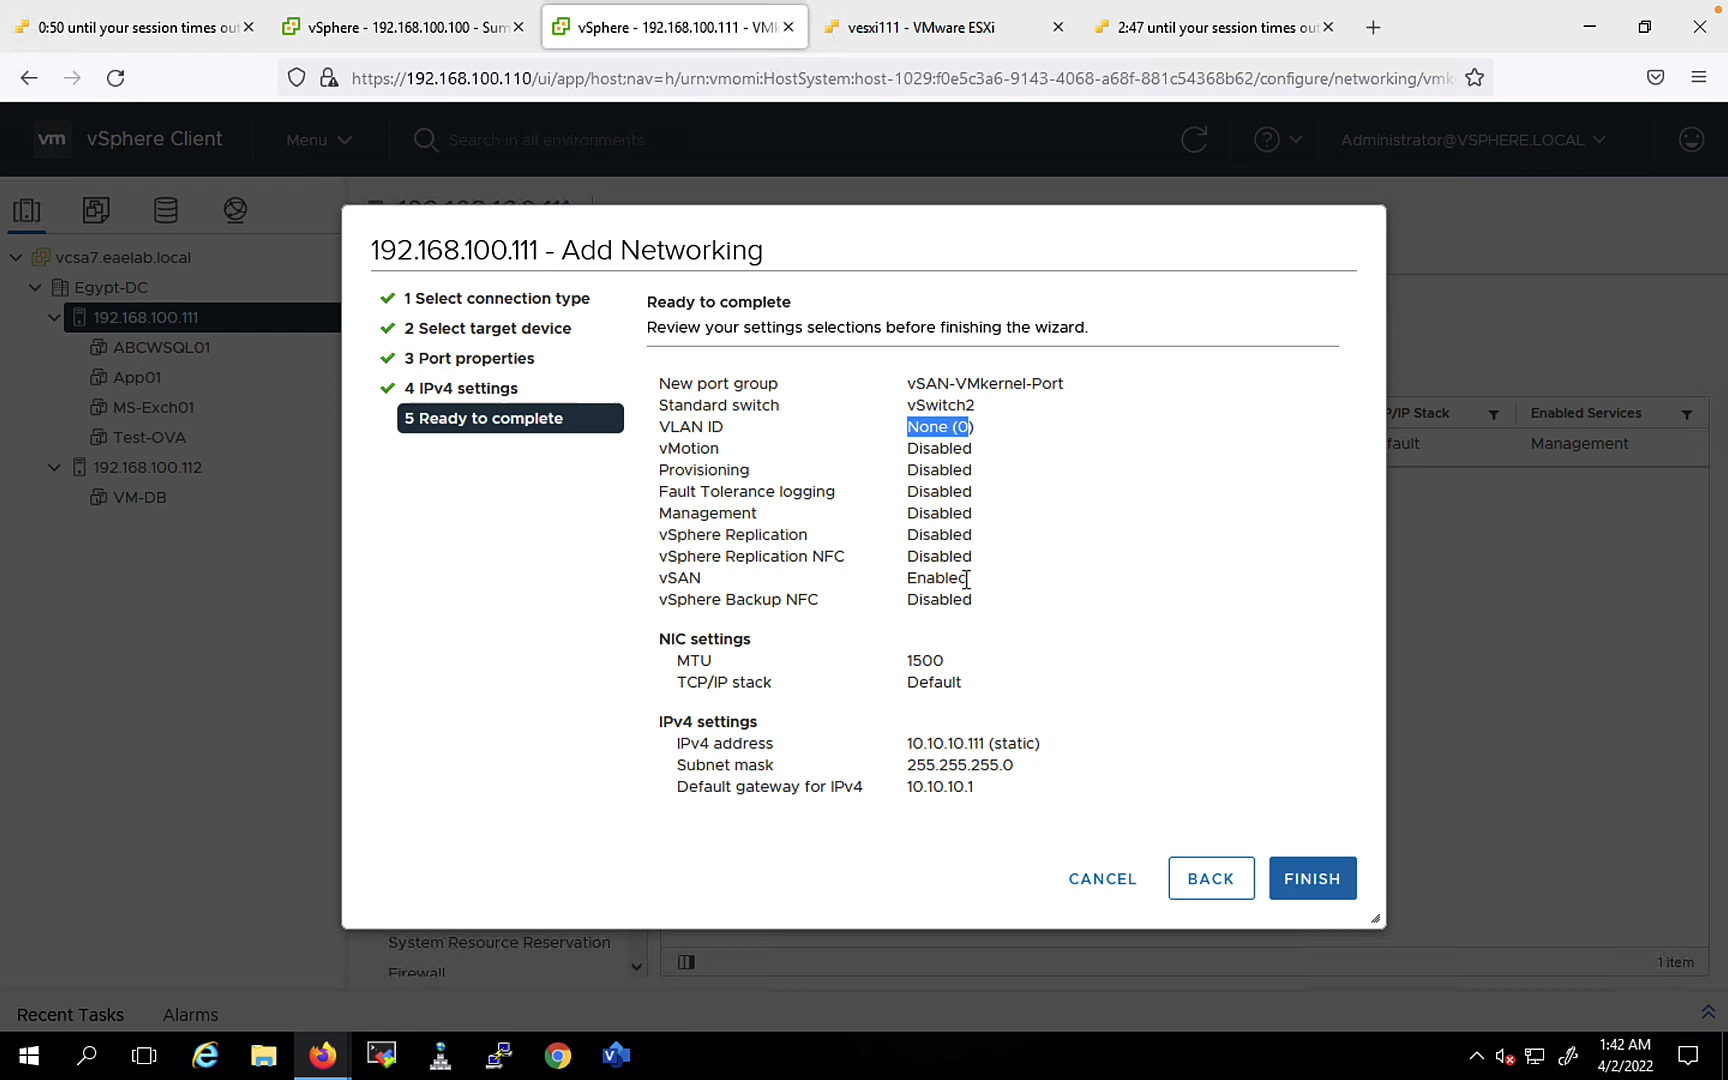 0:50 until your session times out
vSphere - 192.168.100.100 - Sum
vSphere - 192.168.100.111 - VMk
vesxi111 - VMware ESXi
2:47 until your session times out
https://192.168.100.110/ui/app/host;nav=h/urn:vmomi:HostSystem:host-1029:f0e5c3a6-9143-4068-a68f-881c54368b62/configure/networking/vmk
vm vSphere Client
Menu
Search in all environments
Administrator@VSPHERE.LOCAL
vcsa7.eaelab.local
Egypt-DC
192.168.100.111
ABCWSQL01
App01
MS-Exch01
Test-OVA
192.168.100.112
VM-DB
192.168.100.111 - Add Networking
1 Select connection type
2 Select target device
3 Port properties
4 IPv4 settings
5 Ready to complete
Ready to complete
Review your settings selections before finishing the wizard.
New port group vSAN-VMkernel-Port
Standard switch vSwitch2
VLAN ID None (0)
vMotion Disabled
Provisioning Disabled
Fault Tolerance logging Disabled
Management Disabled
vSphere Replication Disabled
vSphere Replication NFC Disabled
vSAN Enabled
vSphere Backup NFC Disabled
NIC settings
MTU 1500
TCP/IP stack Default
IPv4 settings
IPv4 address 10.10.10.111 (static)
Subnet mask 255.255.255.0
Default gateway for IPv4 10.10.10.1
CANCEL
BACK
FINISH
P/IP Stack
Enabled Services
fault
Management
System Resource Reservation
Firewall
1 item
Recent Tasks
Alarms
1:42 AM
4/2/2022